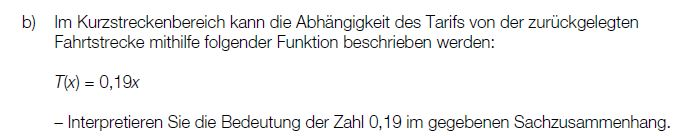 b) Im Kurzstreckenbereich kann die Abhängigkeit des Tarifs von der zurückgelegten
Fahrtstrecke mithilfe folgender Funktion beschrieben werden:
T(x) = 0,19x
– Interpretieren Sie die Bedeutung der Zahl 0,19 im gegebenen Sachzusammenhang.